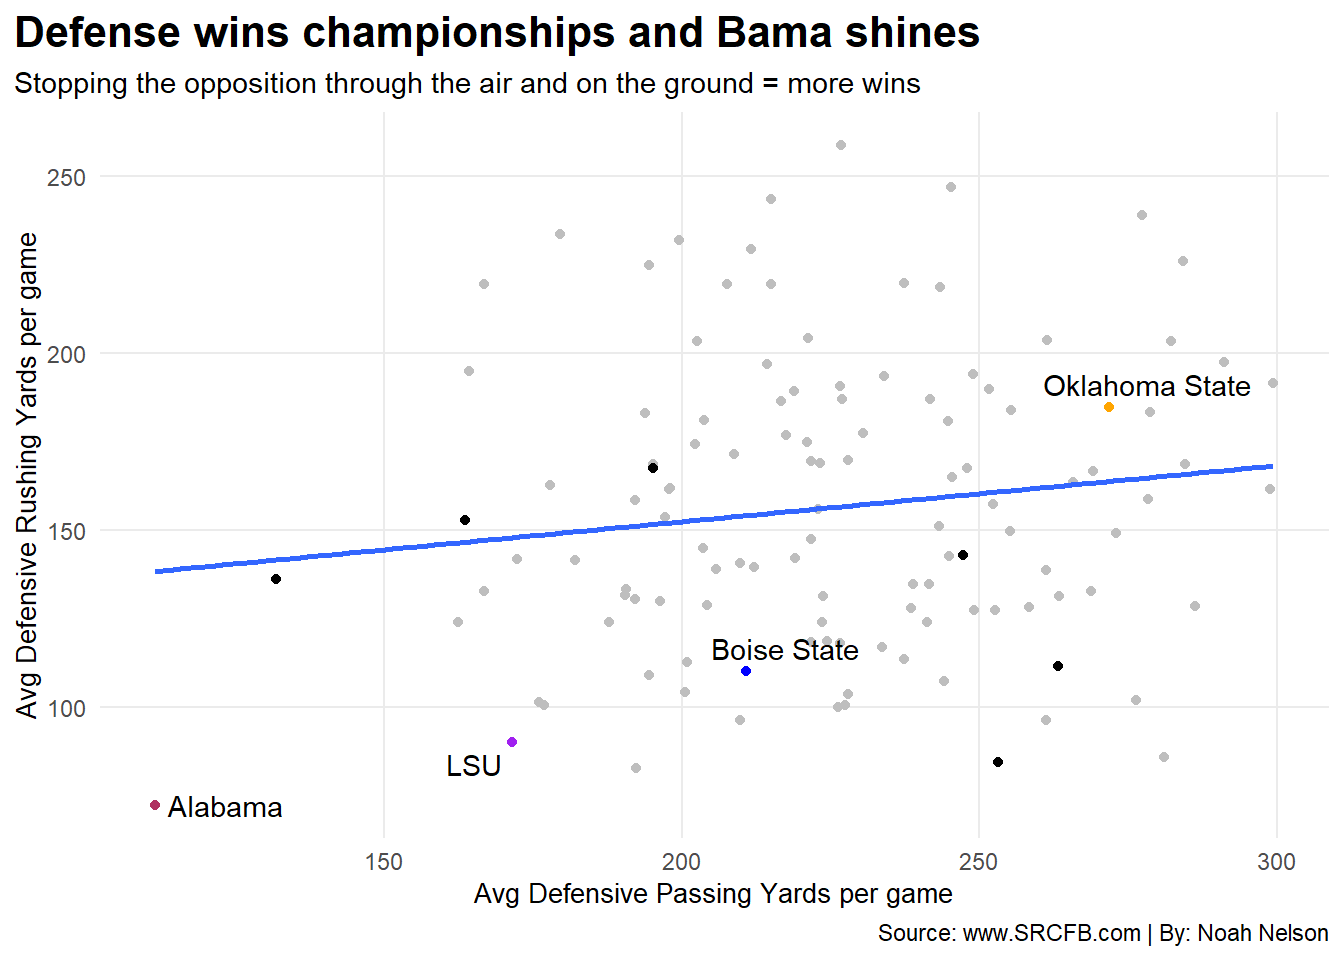 Defense wins championships and Bama shines
Stopping the opposition through the air and on the ground = more wins
Avg Defensive Rushing Yards per game
250
200
150
100
Oklahoma State
Boise State
LSU
Alabama
150
200
250
300
Avg Defensive Passing Yards per game
Source: www.SRCFB.com | By: Noah Nelson